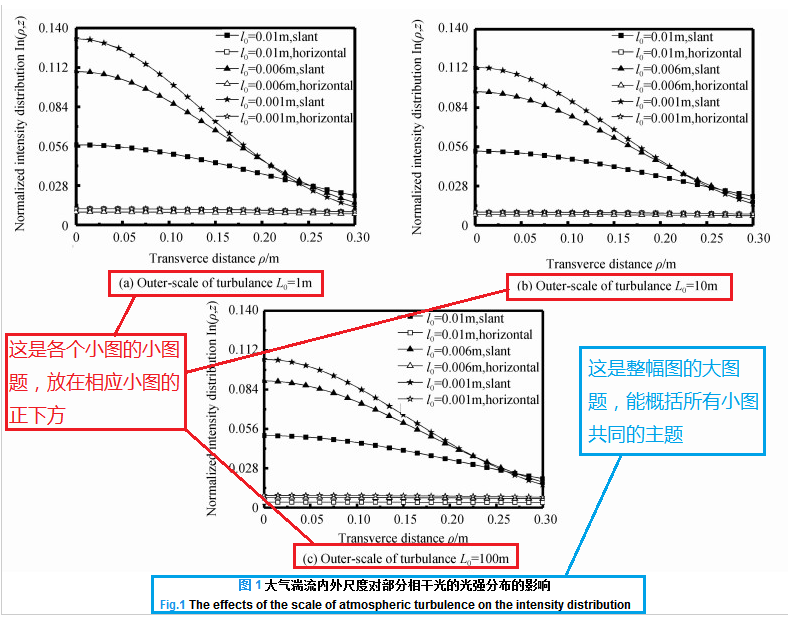 Normalized intensity distribution In(ρ,z)
0.140
0.112
0.084
0.056
0.028
0
l₀=0.01m,slant
l₀=0.01m,horizontal
l₀=0.006m,slant
l₀=0.006m,horizontal
l₀=0.001m,slant
l₀=0.001m,horizontal
0 0.05 0.10 0.15 0.20 0.25 0.30
Transverce distance ρ/m
(a) Outer-scale of turbulance L₀=1m
Normalized intensity distribution In(ρ,z)
0.140
0.112
0.084
0.056
0.028
0
l₀=0.01m,slant
l₀=0.01m,horizontal
l₀=0.006m,slant
l₀=0.006m,horizontal
l₀=0.001m,slant
l₀=0.001m,horizontal
0 0.05 0.10 0.15 0.20 0.25 0.30
Transverce distance ρ/m
(b) Outer-scale of turbulance L₀=10m
这是各个小图的小图
题，放在相应小图的
正下方
Normalized intensity distribution In(ρ,z)
0.140
0.112
0.084
0.056
0.028
0
l₀=0.01m,slant
l₀=0.01m,horizontal
l₀=0.006m,slant
l₀=0.006m,horizontal
l₀=0.001m,slant
l₀=0.001m,horizontal
0 0.05 0.10 0.15 0.20 0.25 0.30
Transverce distance ρ/m
(c) Outer-scale of turbulance L₀=100m
这是整幅图的大图
题，能概括所有小图
共同的主题
图 1 大气湍流内外尺度对部分相干光的光强分布的影响
Fig.1 The effects of the scale of atmospheric turbulence on the intensity distribution